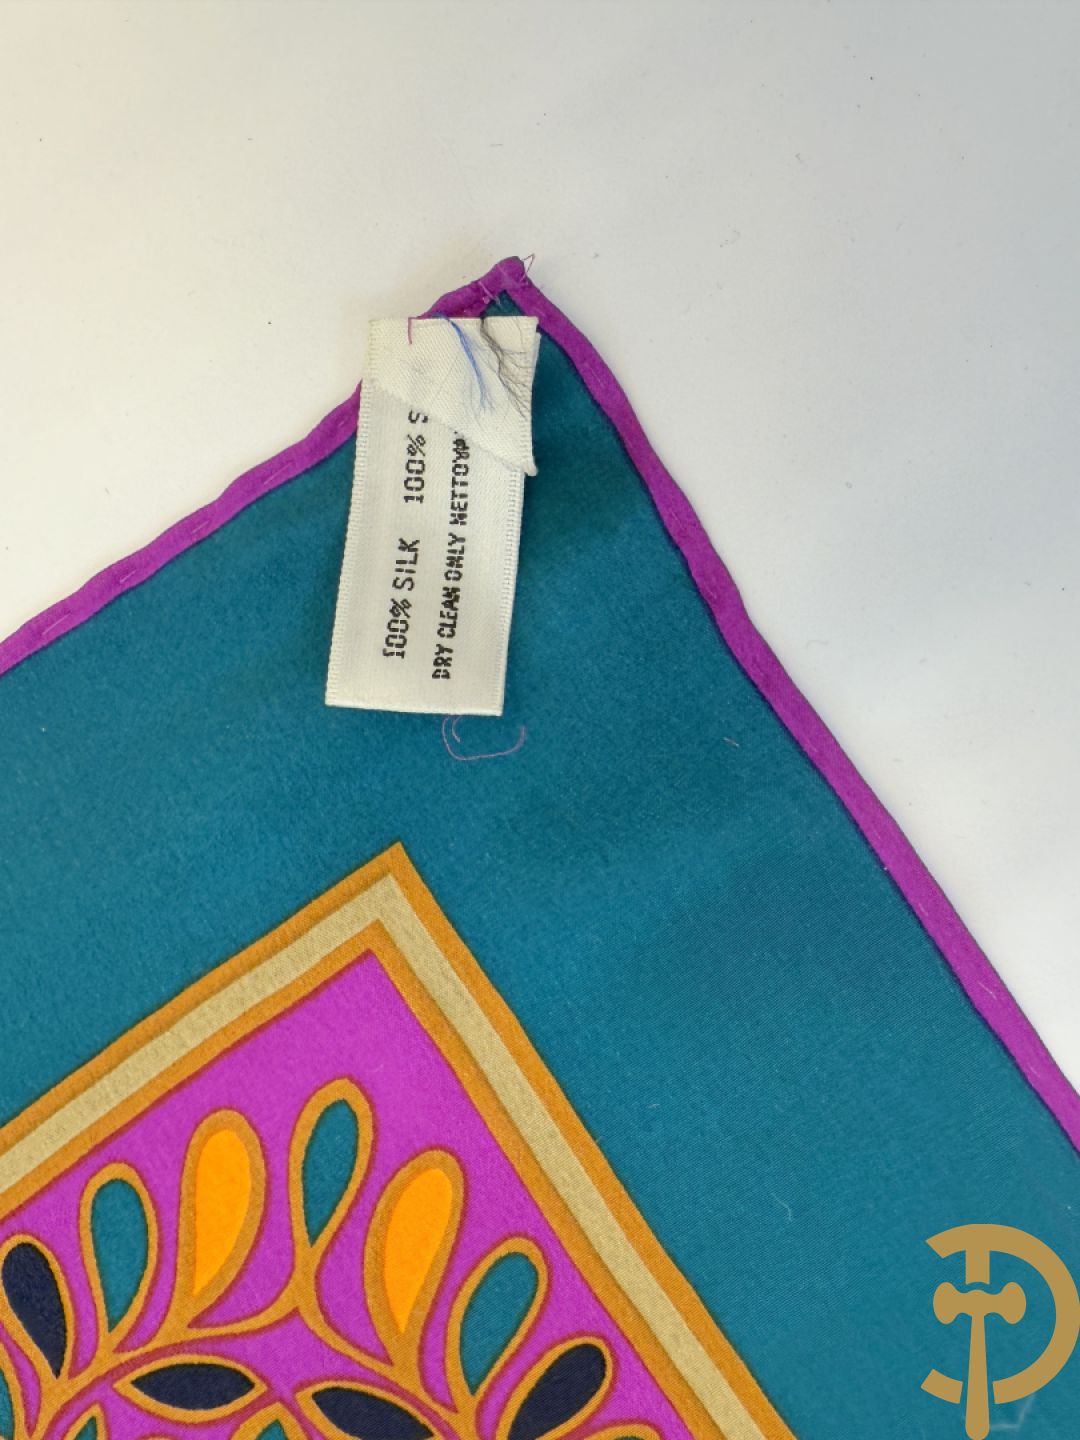 100% SILK 100% S
DRY CLEAN ONLY NETTOY